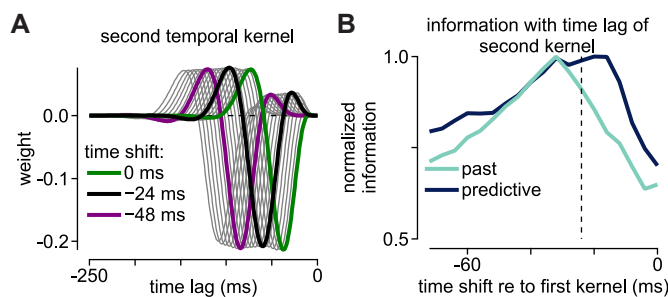 A
second temporal kernel
weight
0.0
-0.1
-0.2
time shift:
0 ms
−24 ms
−48 ms
-250
0
time lag (ms)
B
information with time lag of
second kernel
normalized
information
1.0
0.5
past
predictive
-60
0
time shift re to first kernel (ms)